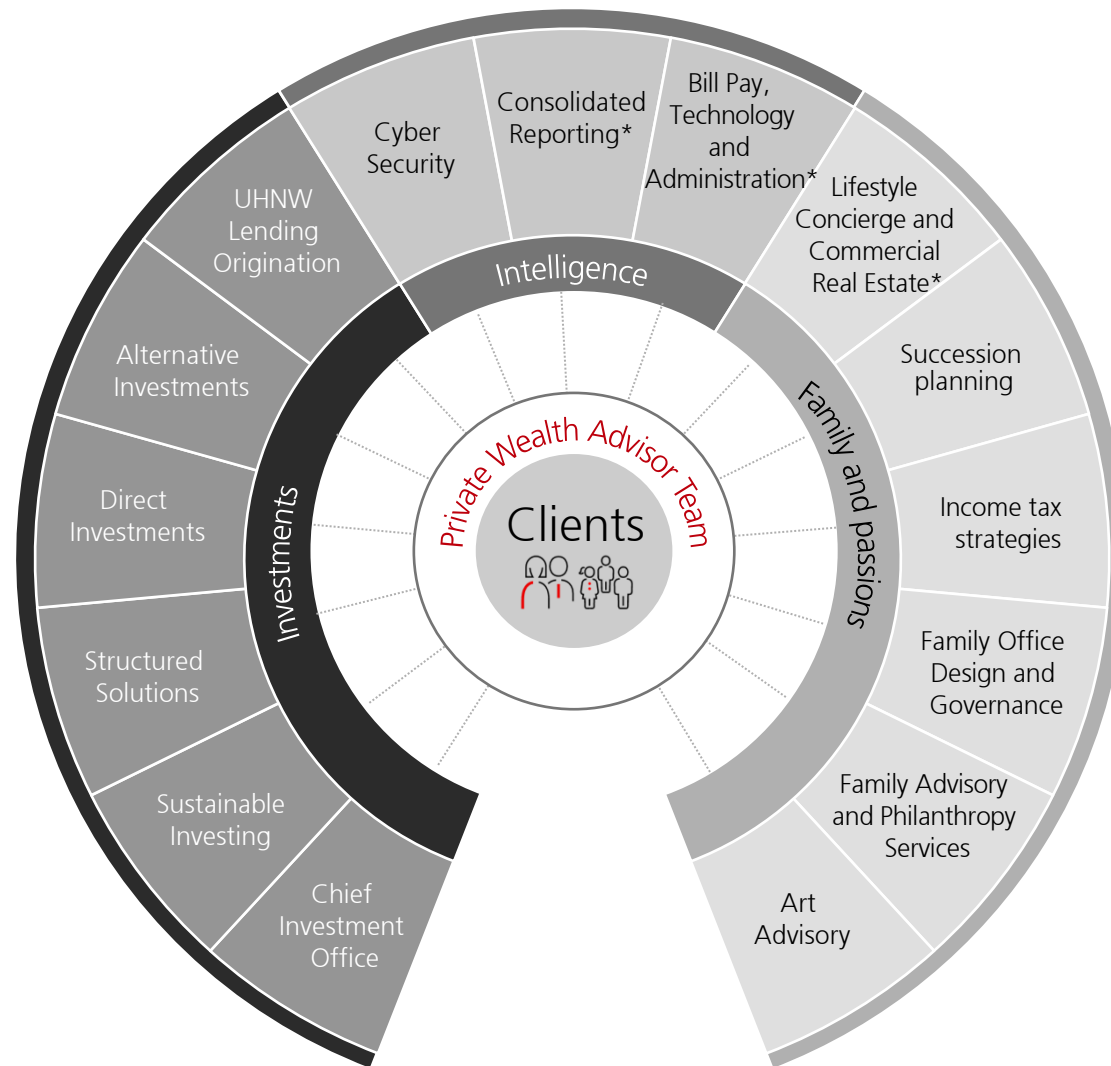 Bill Pay,
Technology
and
Administration*
Consolidated
Reporting*
Cyber
Security
UHNW
Lending
Origination
Lifestyle
Concierge and
Commercial
Real Estate*
Intelligence
Alternative
Investments
Succession
planning
Family and passions
Private Wealth Advisor Team
Direct
Investments
Investments
Clients
Income tax
strategies
Structured
Solutions
Family Office
Design and
Governance
Sustainable
Investing
Family Advisory
and Philanthropy
Services
Chief
Investment
Office
Art
Advisory